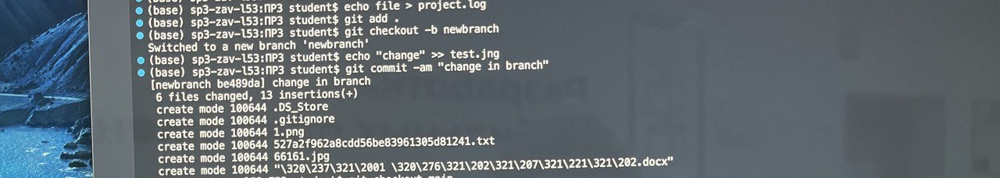 (base) sp3-zav-l53:ПР3 student$ echo file > project.log
(base) sp3-zav-l53:ПР3 student$ git add .
(base) sp3-zav-l53:ПР3 student$ git checkout -b newbranch
Switched to a new branch 'newbranch'
(base) sp3-zav-l53:ПР3 student$ echo "change" >> test.jng
(base) sp3-zav-l53:ПР3 student$ git commit -am "change in branch"
[newbranch be489da] change in branch
6 files changed, 13 insertions(+)
create mode 100644 .DS_Store
create mode 100644 .gitignore
create mode 100644 1.png
create mode 100644 527a2f962a8cdd56be83961305d81241.txt
create mode 100644 66161.jpg
create mode 100644 "\320\237\321\2001 \320\276\321\202\321\207\321\221\321\202.docx"
student$ git checkout main